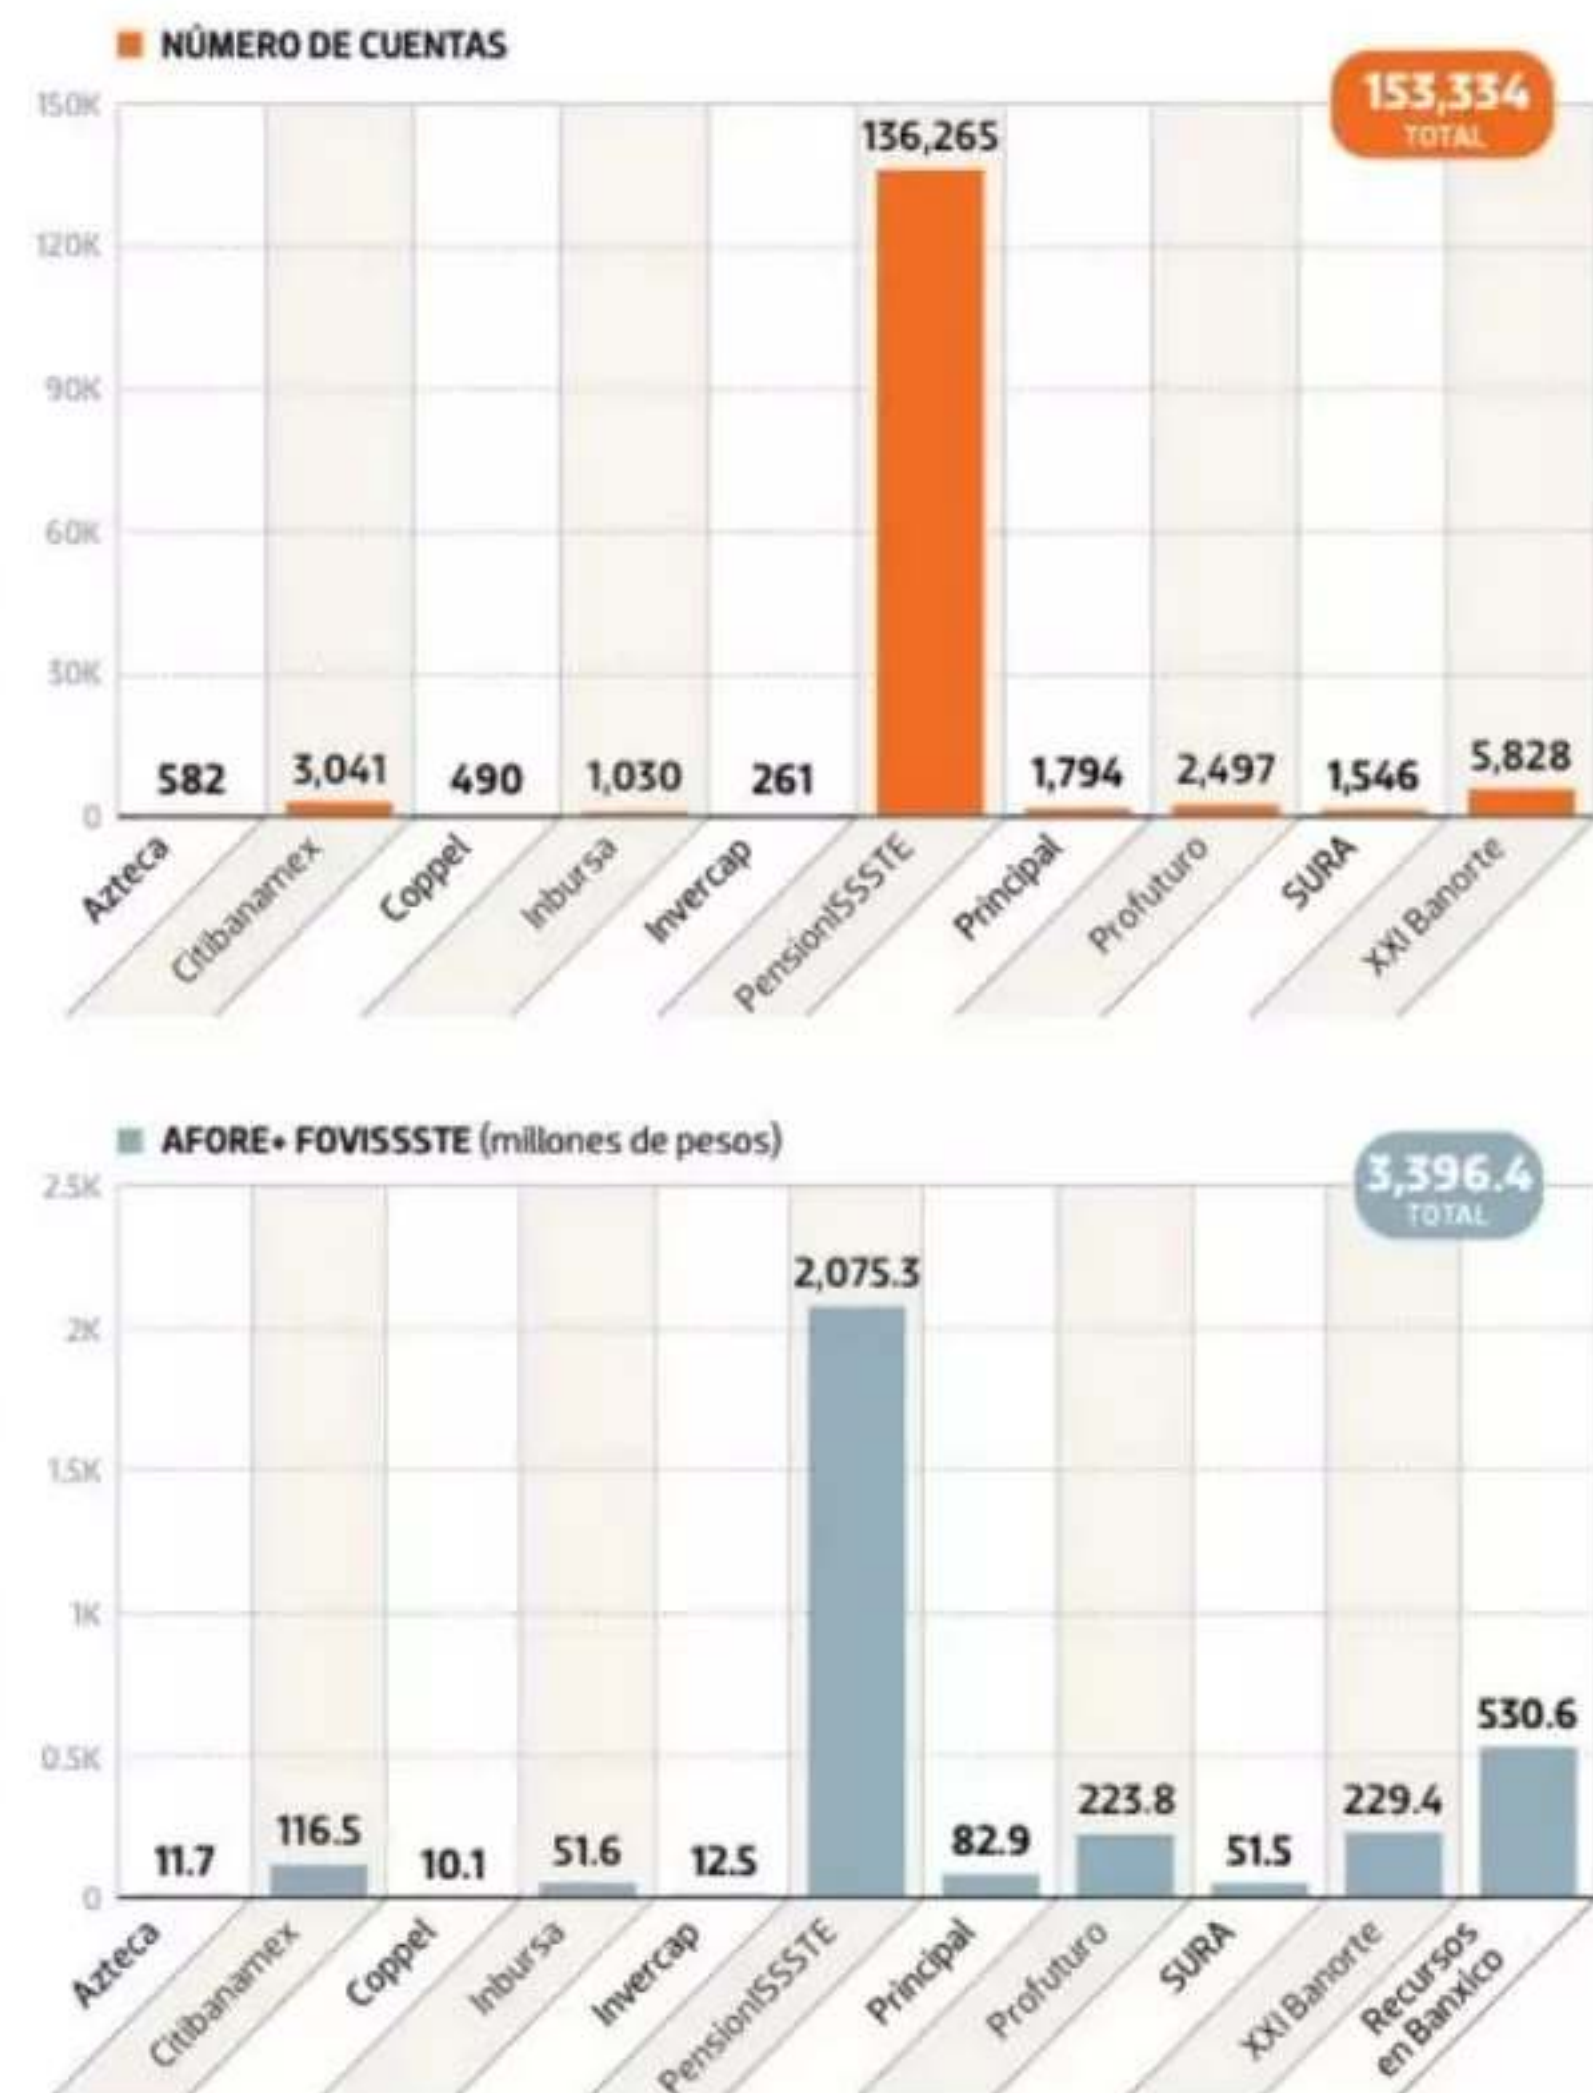 NÚMERO DE CUENTAS
153,334
TOTAL
150K
120K
90K
60K
30K
0
582
3,041
490
1,030
261
136,265
1,794
2,497
1,546
5,828
Azteca
Citibanamex
Coppel
Inbursa
Invercap
PensionISSSTE
Principal
Profuturo
SURA
XXI Banorte
AFORE+ FOVISSSTE (millones de pesos)
3,396.4
TOTAL
2.5K
2K
1.5K
1K
0.5K
0
11.7
116.5
10.1
51.6
12.5
2,075.3
82.9
223.8
51.5
229.4
530.6
Azteca
Citibanamex
Coppel
Inbursa
Invercap
PensionISSSTE
Principal
Profuturo
SURA
XXI Banorte
Recursos
en Banxico